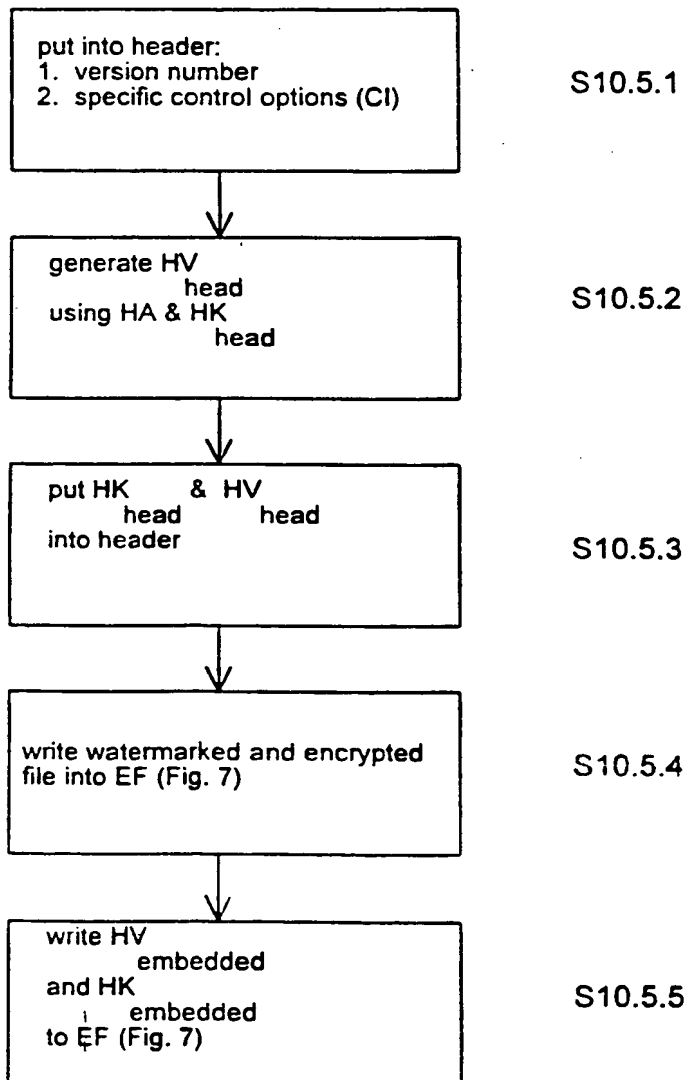 put into header:
1. version number
2. specific control options (CI)
S10.5.1
generate HV
head
using HA & HK
head
S10.5.2
put HK & HV
head head
into header
S10.5.3
write watermarked and encrypted
file into EF (Fig. 7)
S10.5.4
write HV
embedded
and HK
embedded
to EF (Fig. 7)
S10.5.5